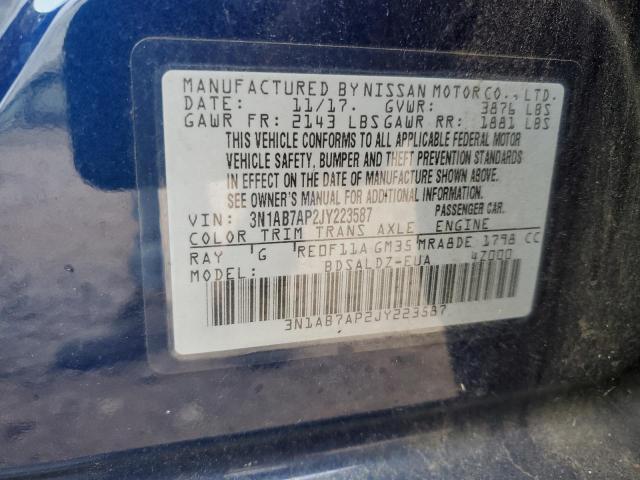 MANUFACTURED BY NISSAN MOTOR CO., LTD.
DATE: 11/17. GVWR: 3876 LBS
GAWR FR: 2143 LBS GAWR RR: 1881 LBS
THIS VEHICLE CONFORMS TO ALL APPLICABLE FEDERAL MOTOR
VEHICLE SAFETY, BUMPER AND THEFT PREVENTION STANDARDS
IN EFFECT ON THE DATE OF MANUFACTURE SHOWN ABOVE.
SEE OWNER'S MANUAL FOR ADDITIONAL INFORMATION.
VIN: 3N1AB7AP2JY223587 PASSENGER CAR.
COLOR TRIM TRANS AXLE ENGINE
RAY G RE0F11A GM35 MRA8DE 1798 CC
MODEL: BDSALDZ-EUA 4Z000
3N1AB7AP2JY223587